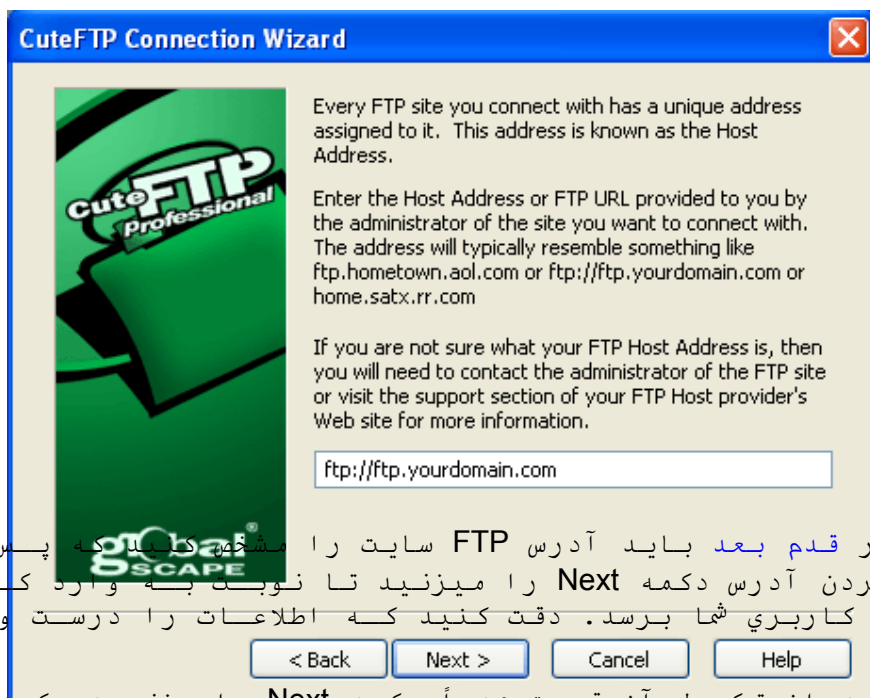 CuteFTP Connection Wizard
cuteFTP
Professional
Every FTP site you connect with has a unique address
assigned to it. This address is known as the Host
Address.
Enter the Host Address or FTP URL provided to you by
the administrator of the site you want to connect with.
The address will typically resemble something like
ftp.hometown.aol.com or ftp://ftp.yourdomain.com or
home.satx.rr.com
If you are not sure what your FTP Host Address is, then
you will need to contact the administrator of the FTP site
or visit the support section of your FTP Host provider's
Web site for more information.
ftp://ftp.yourdomain.com
globalSCAPE®
قدم بعد باید آدرس FTP سایت را مشخص کنید که
آدرس دکمه Next را میزنید تا نوبت به وارد
کاربري شما برسد. دقت کنید که اطلاعات را درست
< Back
Next >
Cancel
Help
Next